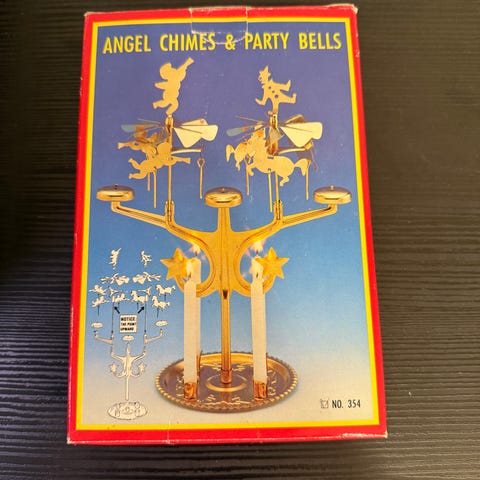 ANGEL CHIMES & PARTY BELLS
NOTICE
THE POINT
UPWARD
NO. 354